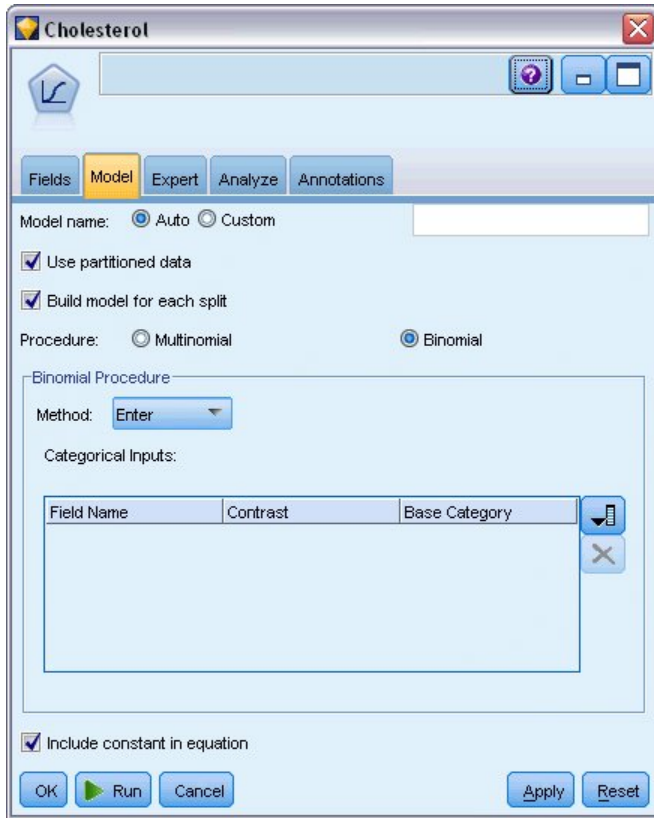 Cholesterol
Fields Model Expert Analyze Annotations
Model name: Auto Custom
Use partitioned data
Build model for each split
Procedure: Multinomial Binomial
Binomial Procedure
Method: Enter
Categorical Inputs:
Field Name Contrast Base Category
Include constant in equation
OK Run Cancel Apply Reset